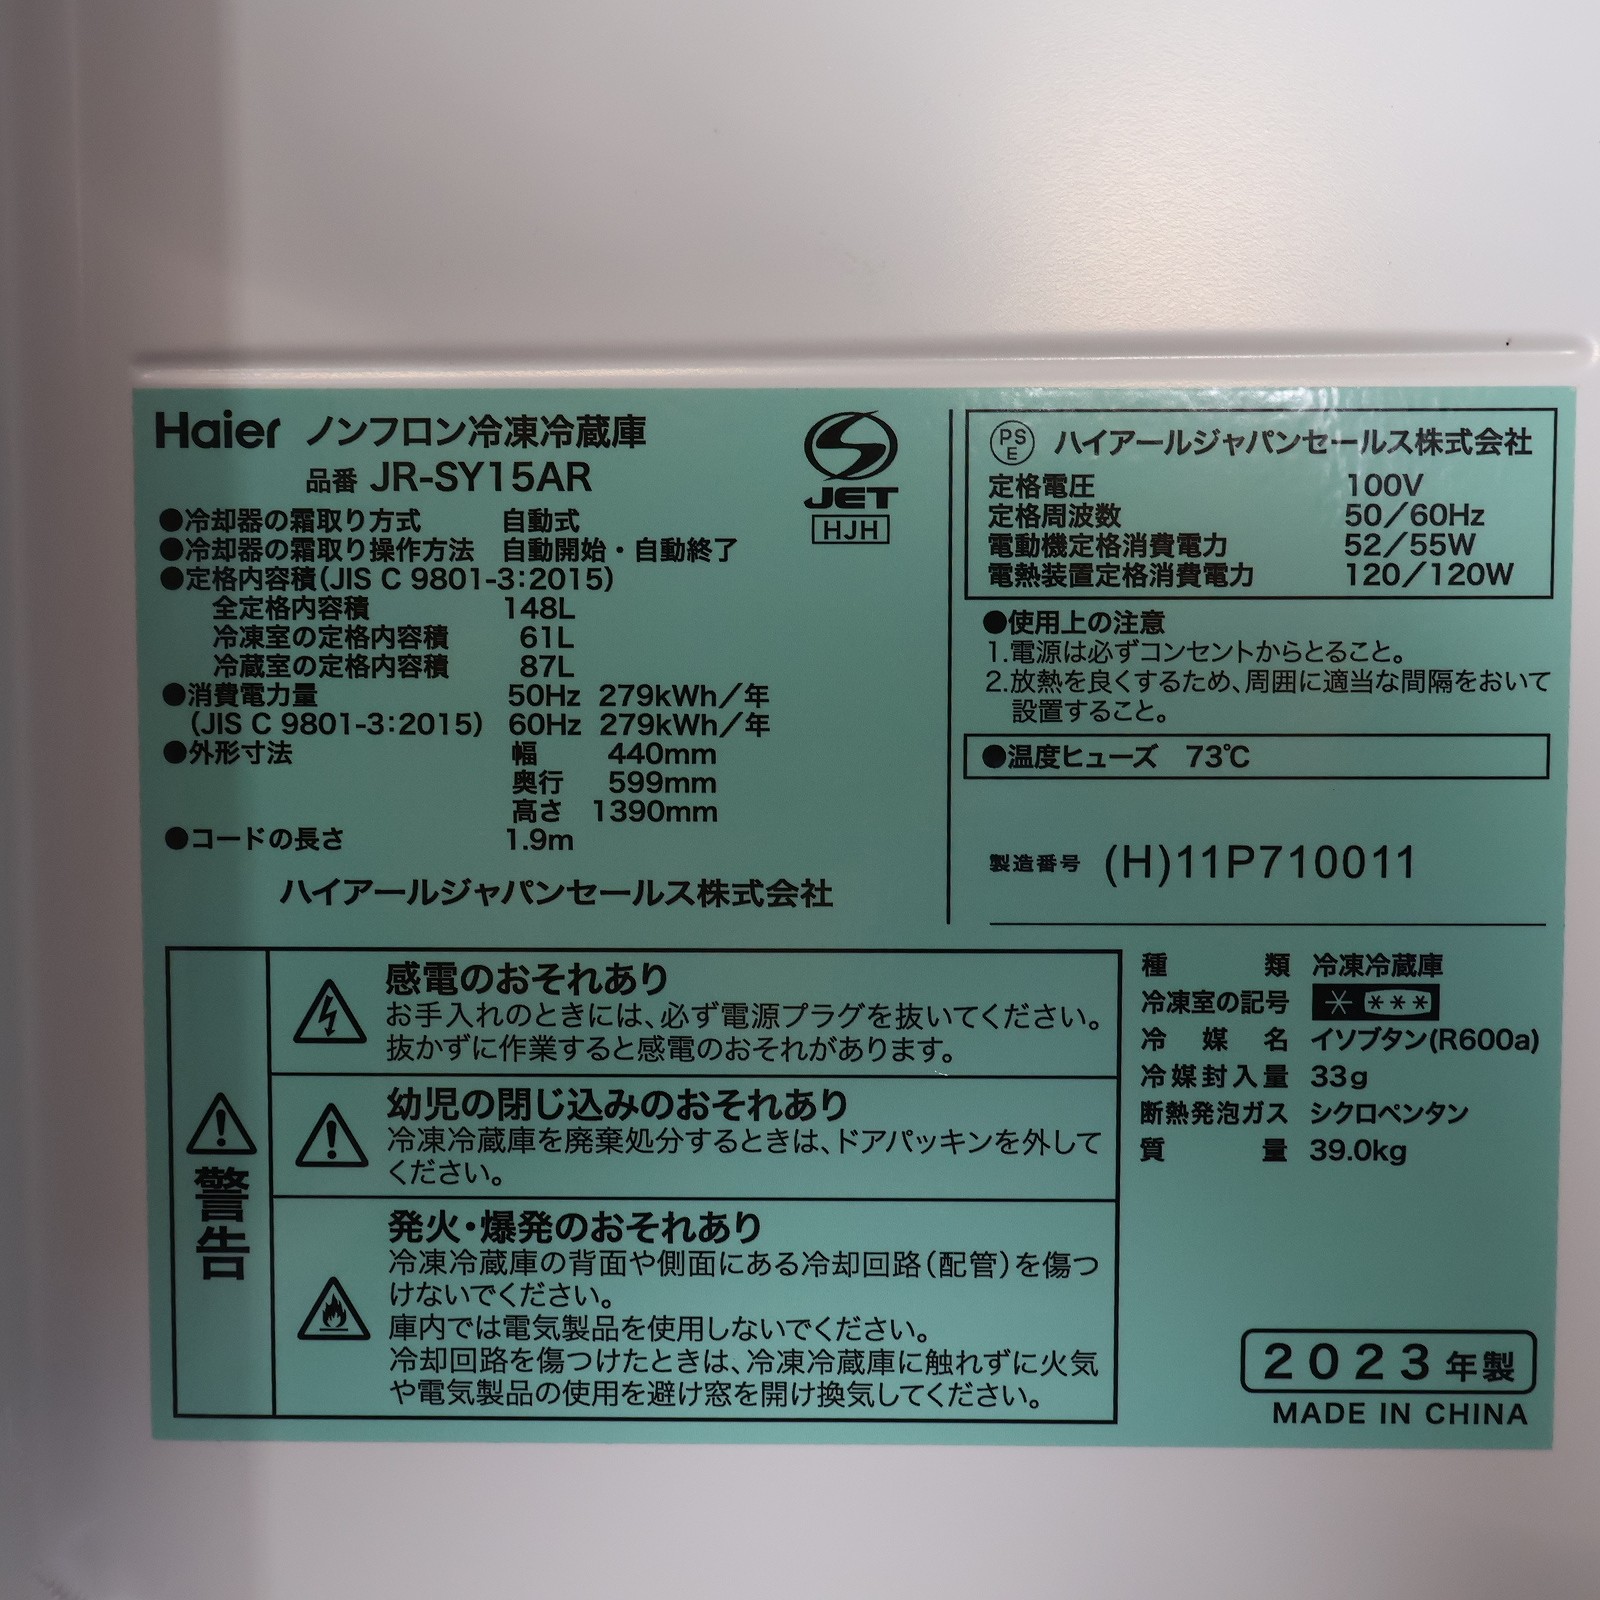 Haier ノンフロン冷凍冷蔵庫
品番 JR-SY15AR
JET
HJH
●冷却器の霜取り方式 自動式
●冷却器の霜取り操作方法 自動開始・自動終了
●定格内容積(JIS C 9801-3:2015)
全定格内容積 148L
冷凍室の定格内容積 61L
冷蔵室の定格内容積 87L
●消費電力量 50Hz 279kWh/年
(JIS C 9801-3:2015) 60Hz 279kWh/年
●外形寸法 幅 440mm
奥行 599mm
高さ 1390mm
●コードの長さ 1.9m
ハイアールジャパンセールス株式会社
PSE ハイアールジャパンセールス株式会社
定格電圧 100V
定格周波数 50/60Hz
電動機定格消費電力 52/55W
電熱装置定格消費電力 120/120W
●使用上の注意
1.電源は必ずコンセントからとること。
2.放熱を良くするため、周囲に適当な間隔をおいて
設置すること。
●温度ヒューズ 73℃
製造番号 (H)11P710011
警告
感電のおそれあり
お手入れのときには、必ず電源プラグを抜いてください。
抜かずに作業すると感電のおそれがあります。
幼児の閉じ込みのおそれあり
冷凍冷蔵庫を廃棄処分するときは、ドアパッキンを外して
ください。
発火・爆発のおそれあり
冷凍冷蔵庫の背面や側面にある冷却回路(配管)を傷つ
けないでください。
庫内では電気製品を使用しないでください。
冷却回路を傷つけたときは、冷凍冷蔵庫に触れずに火気
や電気製品の使用を避け窓を開け換気してください。
種類 冷凍冷蔵庫
冷凍室の記号 * ***
冷媒名 イソブタン(R600a)
冷媒封入量 33g
断熱発泡ガス シクロペンタン
質量 39.0kg
2023年製
MADE IN CHINA